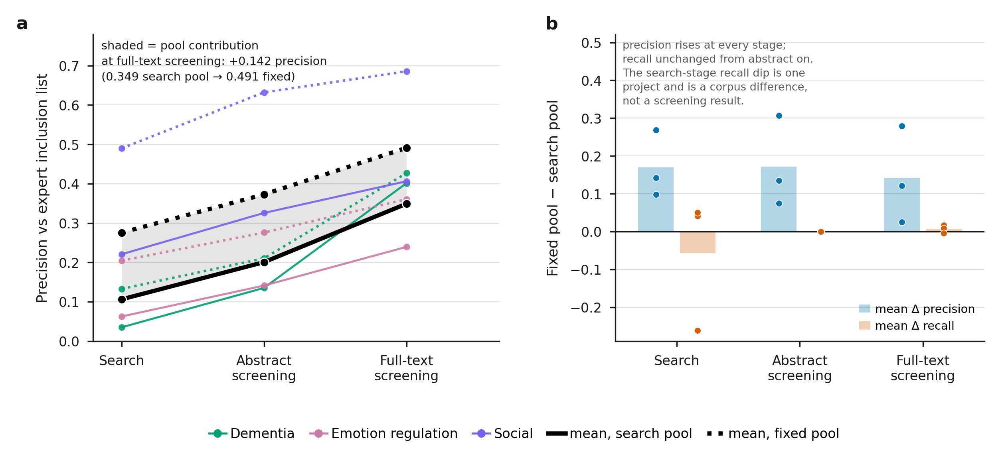 a
shaded = pool contribution
at full-text screening: +0.142 precision
(0.349 search pool → 0.491 fixed)
Precision vs expert inclusion list
0.7
0.6
0.5
0.4
0.3
0.2
0.1
0.0
Search
Abstract
screening
Full-text
screening
b
precision rises at every stage;
recall unchanged from abstract on.
The search-stage recall dip is one
project and is a corpus difference,
not a screening result.
Fixed pool − search pool
0.5
0.4
0.3
0.2
0.1
0.0
−0.1
−0.2
mean Δ precision
mean Δ recall
Search
Abstract
screening
Full-text
screening
Dementia
Emotion regulation
Social
mean, search pool
mean, fixed pool